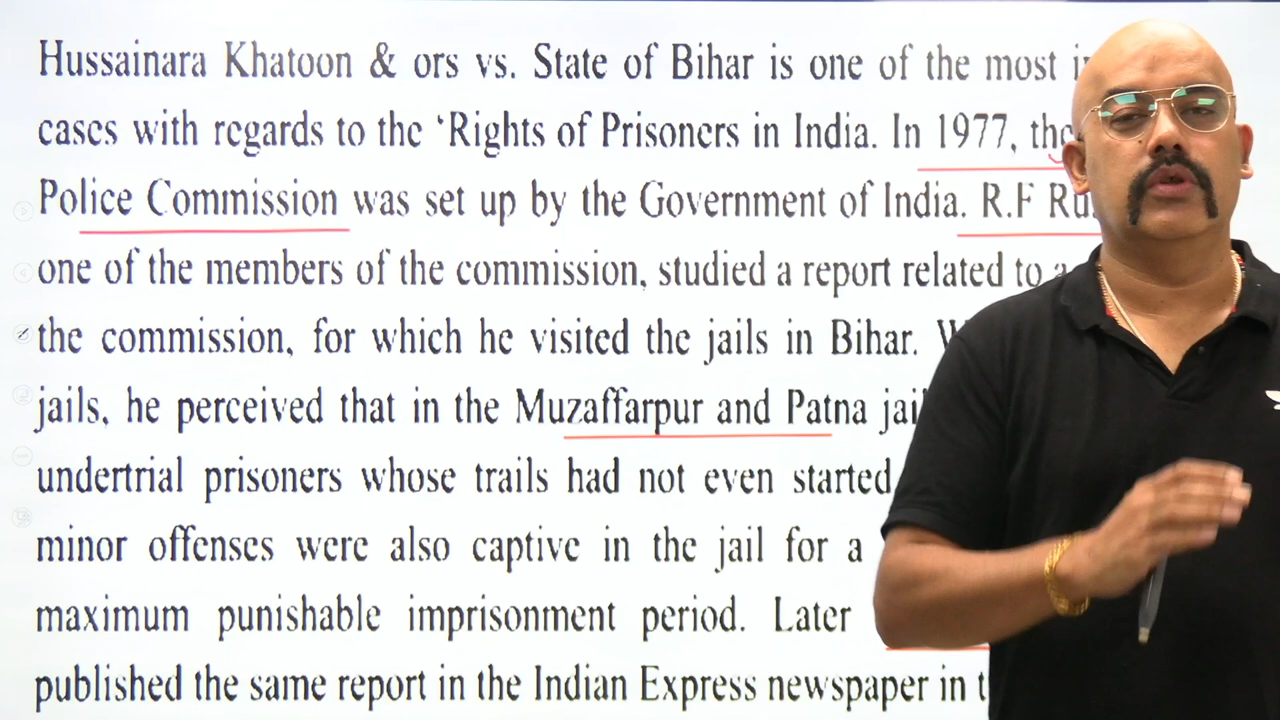 Hussainara Khatoon & ors vs. State of Bihar is one of the most
cases with regards to the ‘Rights of Prisoners in India. In 1977, the
Police Commission was set up by the Government of India. R.F
one of the members of the commission, studied a report related to a
the commission, for which he visited the jails in Bihar.
jails, he perceived that in the Muzaffarpur and Patna
undertrial prisoners whose trails had not even started
minor offenses were also captive in the jail for a
maximum punishable imprisonment period. Later
published the same report in the Indian Express newspaper in